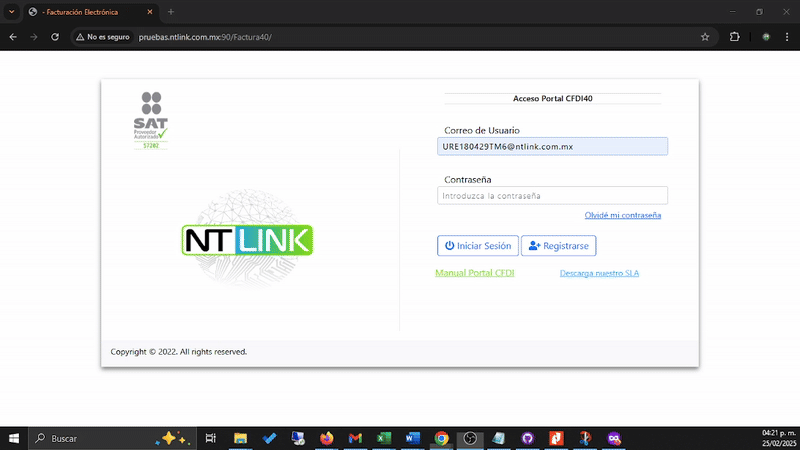 - Facturación Electrónica
No es seguro
pruebas.ntlink.com.mx:90/Factura40/
SAT
Proveedor
Autorizado
57202
NT LINK
Acceso Portal CFDI40
Correo de Usuario
URE180429TM6@ntlink.com.mx
Contraseña
Introduzca la contraseña
Olvidé mi contraseña
Iniciar Sesión
Registrarse
Manual Portal CFDI
Descarga nuestro SLA
Copyright © 2022. All rights reserved.
Buscar
04:21 p. m.
25/02/2025